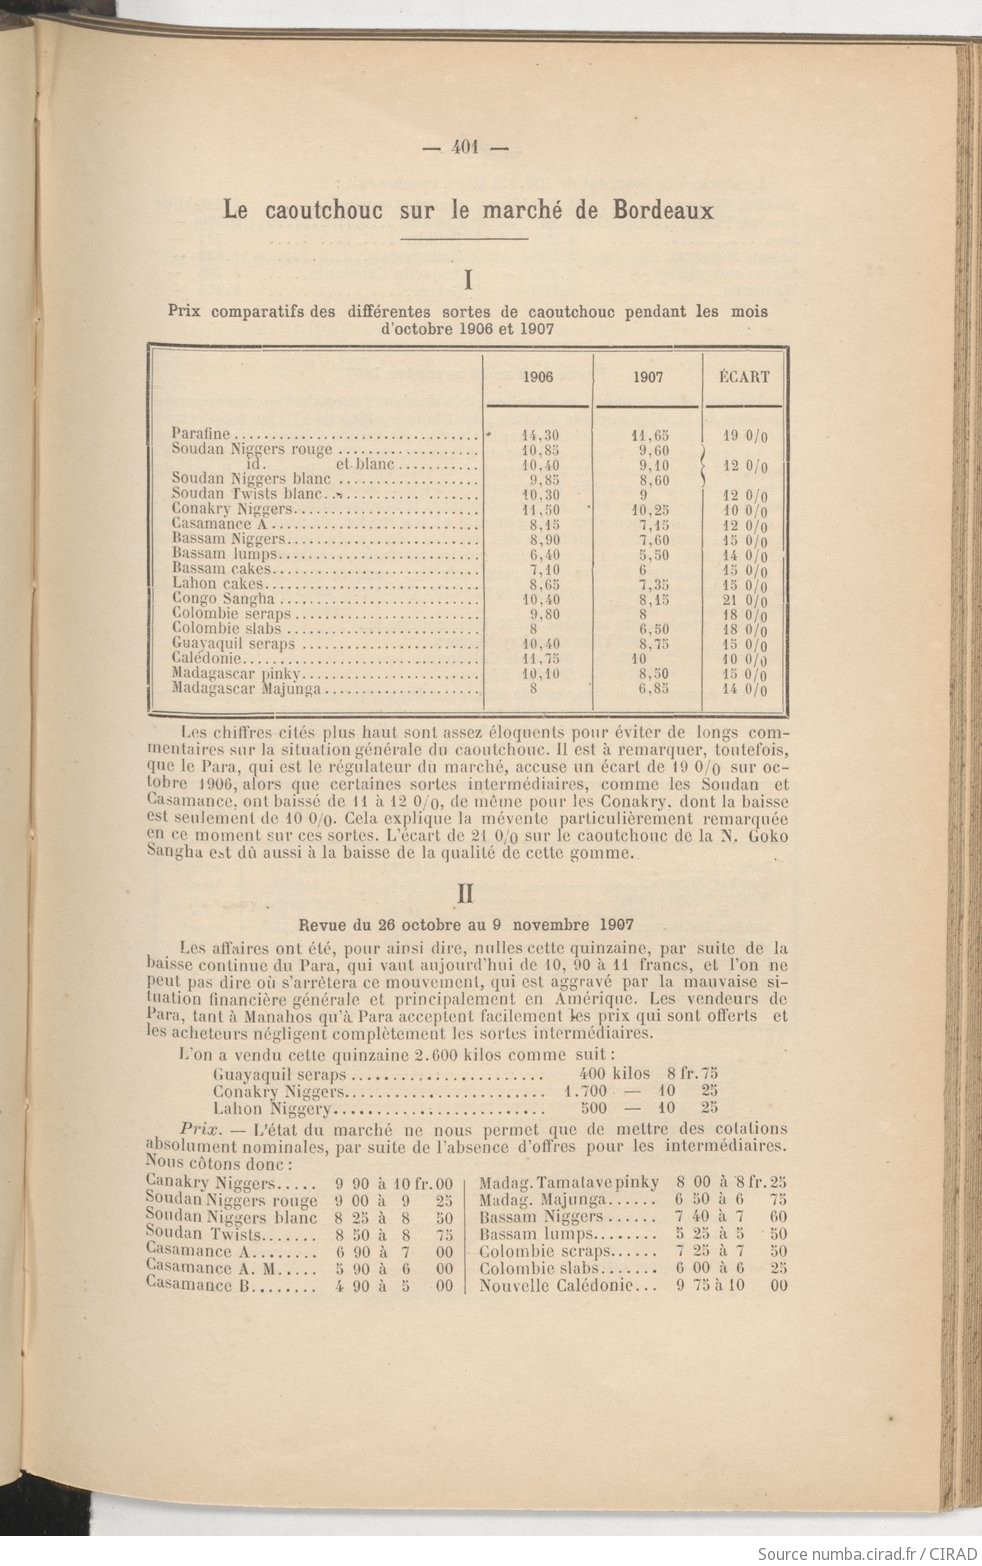 — 401 —
Le caoutchouc sur le marché de Bordeaux
I
Prix comparatifs des différentes sortes de caoutchouc pendant les mois
d'octobre 1906 et 1907
1906 1907 ÉCART
Parafine ................................ 14,30 11,65 19 0/0
Soudan Niggers rouge ................... 10,85 9,60
id. et blanc........... 10,40 9,10 12 0/0
Soudan Niggers blanc ................... 9,85 8,60
Soudan Twists blanc..................... 10,30 9 12 0/0
Conakry Niggers......................... 11,50 10,25 10 0/0
Casamance A............................ 8,15 7,15 12 0/0
Bassam Niggers.......................... 8,90 7,60 15 0/0
Bassam lumps........................... 6,40 5,50 14 0/0
Bassam cakes............................ 7,10 6 15 0/0
Lahon cakes............................. 8,65 7,35 15 0/0
Congo Sangha ........................... 10,40 8,15 21 0/0
Colombie seraps......................... 9,80 8 18 0/0
Colombie slabs .......................... 8 6,50 18 0/0
Guayaquil seraps ........................ 10,40 8,75 15 0/0
Calédonie................................ 11,75 10 10 0/0
Madagascar pinky........................ 10,10 8,50 15 0/0
Madagascar Majunga..................... 8 6,85 14 0/0
Les chiffres cités plus haut sont assez éloquents pour éviter de longs com-
mentaires sur la situation générale du caoutchouc. Il est à remarquer, toutefois,
que le Para, qui est le régulateur du marché, accuse un écart de 19 0/0 sur oc-
tobre 1906, alors que certaines sortes intermédiaires, comme les Soudan et
Casamance, ont baissé de 11 à 12 0/0, de même pour les Conakry. dont la baisse
est seulement de 10 0/0. Cela explique la mévente particulièrement remarquée
en ce moment sur ces sortes. L'écart de 21 0/0 sur le caoutchouc de la N. Goko
Sangha est dû aussi à la baisse de la qualité de cette gomme.
II
Revue du 26 octobre au 9 novembre 1907
Les affaires ont été, pour ainsi dire, nulles cette quinzaine, par suite de la
baisse continue du Para, qui vaut aujourd'hui de 10, 90 à 11 francs, et l'on ne
peut pas dire où s'arrêtera ce mouvement, qui est aggravé par la mauvaise si-
tuation financière générale et principalement en Amérique. Les vendeurs de
Para, tant à Manahos qu'à Para acceptent facilement les prix qui sont offerts et
les acheteurs négligent complètement les sortes intermédiaires.
L'on a vendu cette quinzaine 2.600 kilos comme suit :
Guayaquil seraps ........................ 400 kilos 8 fr. 75
Conakry Niggers......................... 1.700 — 10 25
Lahon Niggery........................... 500 — 10 25
Prix. — L'état du marché ne nous permet que de mettre des cotations
absolument nominales, par suite de l'absence d'offres pour les intermédiaires.
Nous côtons donc :
Canakry Niggers..... 9 90 à 10 fr. 00
Soudan Niggers rouge 9 00 à 9 25
Soudan Niggers blanc 8 25 à 8 50
Soudan Twists....... 8 50 à 8 75
Casamance A........ 6 90 à 7 00
Casamance A. M..... 5 90 à 6 00
Casamance B........ 4 90 à 5 00
Madag. Tamatave pinky 8 00 à 8 fr. 25
Madag. Majunga...... 6 50 à 6 75
Bassam Niggers ...... 7 40 à 7 60
Bassam lumps........ 5 25 à 5 50
Colombie scraps...... 7 25 à 7 50
Colombie slabs....... 6 00 à 6 25
Nouvelle Calédonie... 9 75 à 10 00
Source numba.cirad.fr / CIRAD